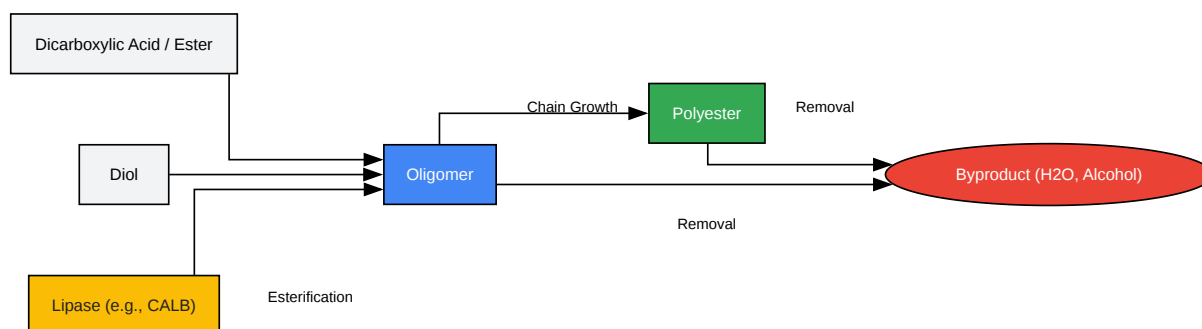 Dicarboxylic Acid / Ester
Chain Growth
Polyester
Removal
Diol
Oligomer
Byproduct (H2O, Alcohol)
Removal
Lipase (e.g., CALB)
Esterification